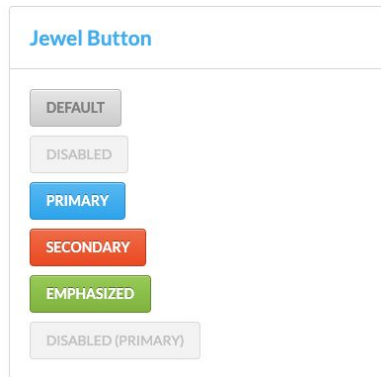 Jewel Button
DEFAULT
DISABLED
PRIMARY
SECONDARY
EMPHASIZED
DISABLED (PRIMARY)